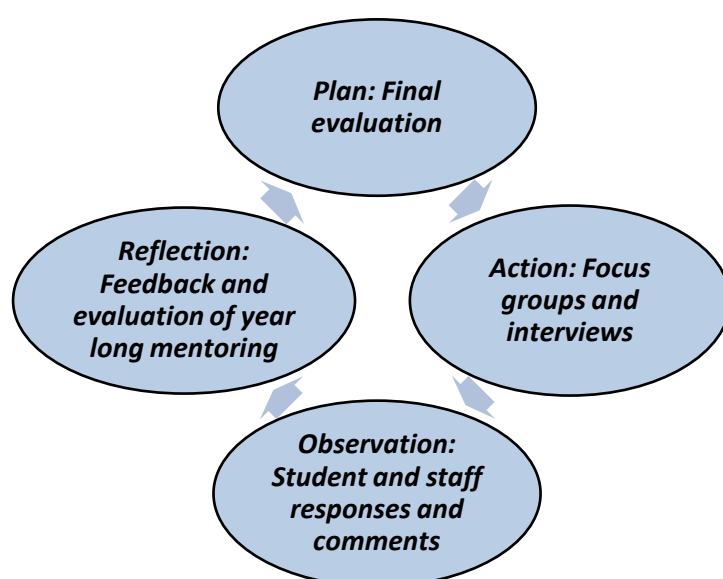 Plan: Final
evaluation
Reflection:
Feedback and
evaluation of year
long mentoring
Action: Focus
groups and
interviews
Observation:
Student and staff
responses and
comments